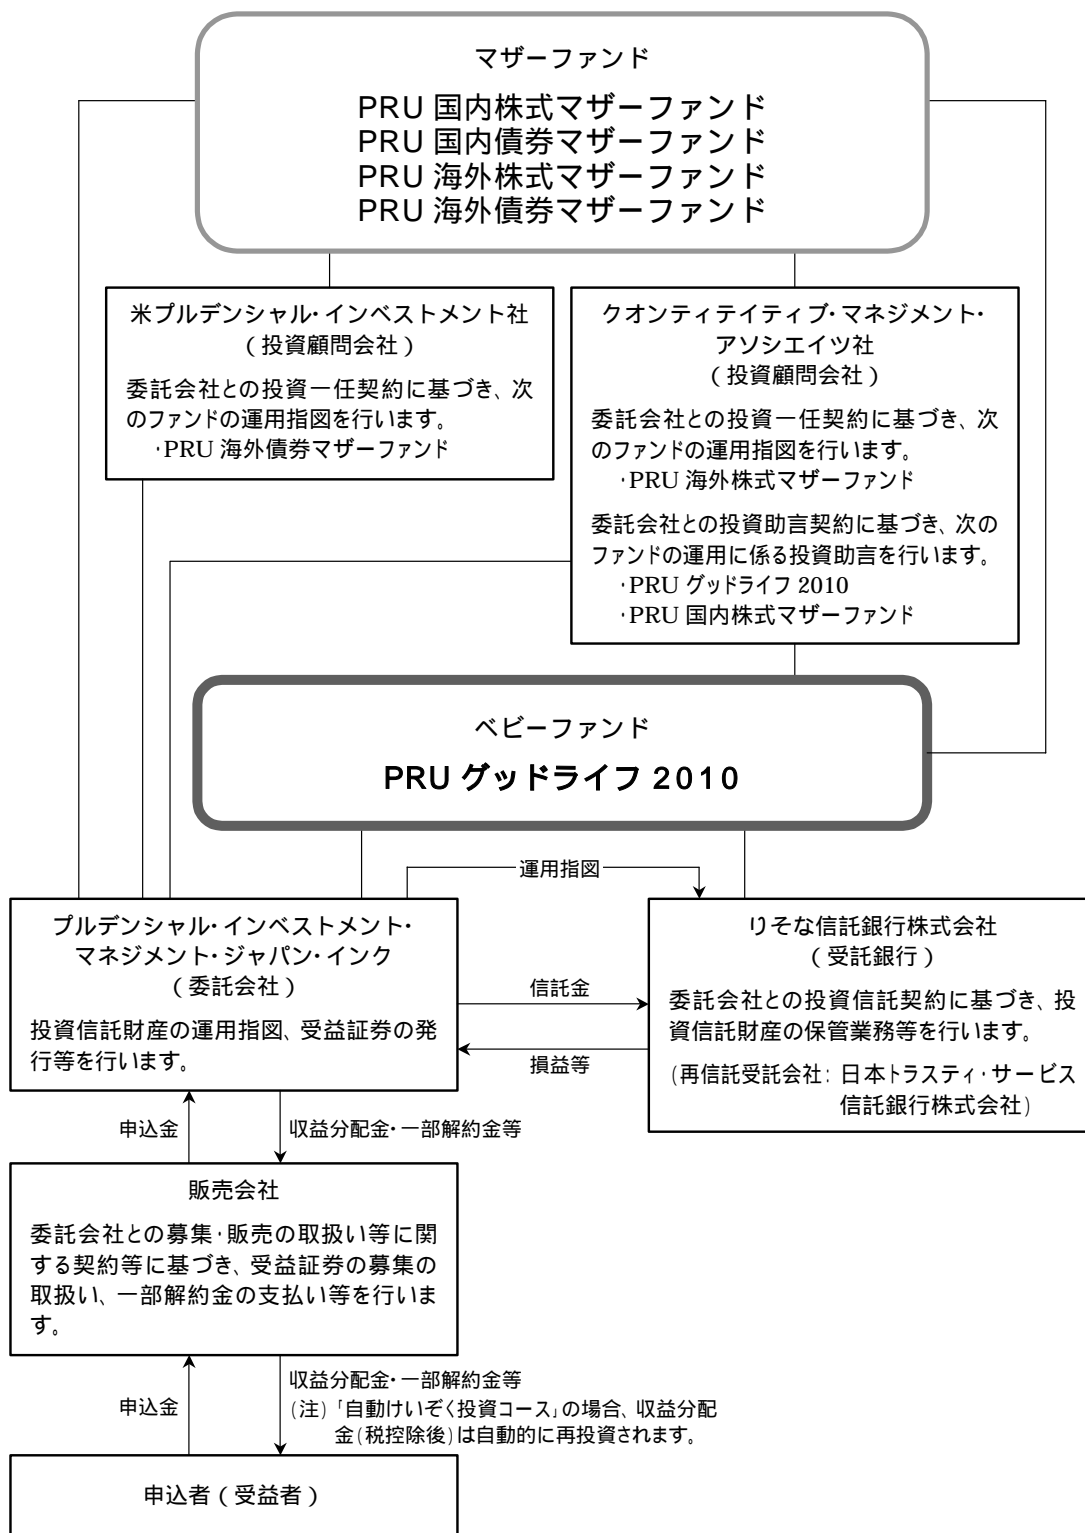 マザーファンド
PRU 国内株式マザーファンド
PRU 国内債券マザーファンド
PRU 海外株式マザーファンド
PRU 海外債券マザーファンド
米プルデンシャル・インベストメント社
（投資顧問会社）
委託会社との投資一任契約に基づき、次
のファンドの運用指図を行います。
・PRU 海外債券マザーファンド
クオンティテイティブ・マネジメント・
アソシエイツ社
（投資顧問会社）
委託会社との投資一任契約に基づき、次
のファンドの運用指図を行います。
・PRU 海外株式マザーファンド
委託会社との投資助言契約に基づき、次の
ファンドの運用に係る投資助言を行います。
・PRU グッドライフ 2010
・PRU 国内株式マザーファンド
ベビーファンド
PRU グッドライフ 2010
運用指図
プルデンシャル・インベストメント・
マネジメント・ジャパン・インク
（委託会社）
投資信託財産の運用指図、受益証券の発
行等を行います。
信託金
損益等
りそな信託銀行株式会社
（受託銀行）
委託会社との投資信託契約に基づき、投
資信託財産の保管業務等を行います。
(再信託受託会社: 日本トラスティ・サービス
信託銀行株式会社)
申込金
収益分配金・一部解約金等
販売会社
委託会社との募集・販売の取扱い等に関
する契約等に基づき、受益証券の募集の
取扱い、一部解約金の支払い等を行いま
す。
申込金
収益分配金・一部解約金等
(注)「自動けいぞく投資コース」の場合、収益分配
金(税控除後)は自動的に再投資されます。
申込者（受益者）